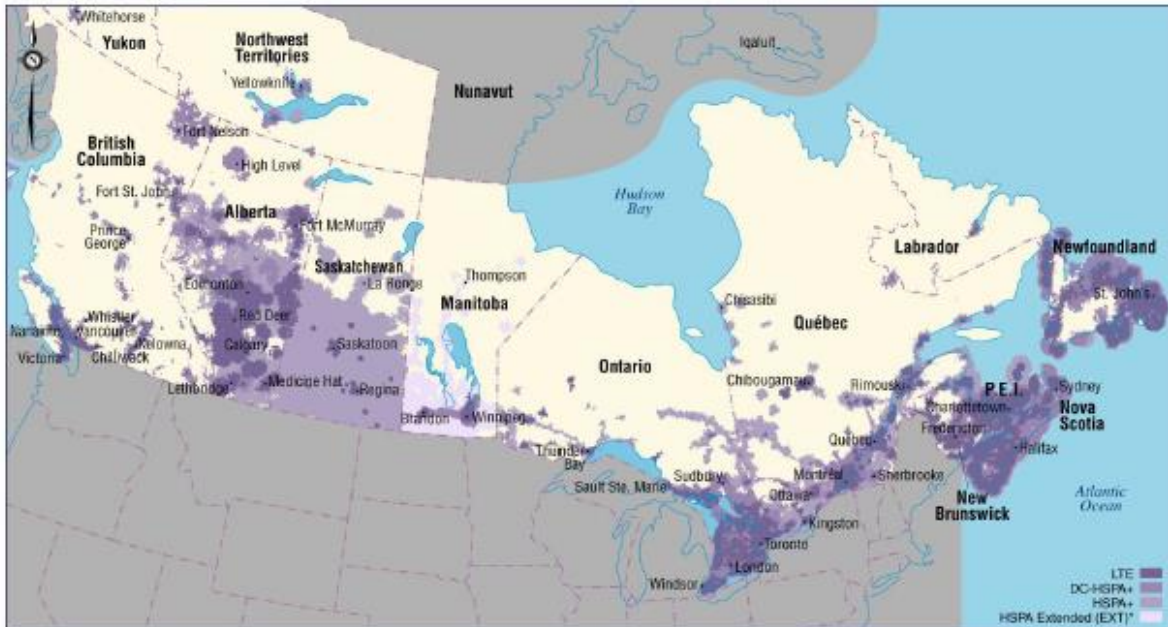 Whitehorse
Yukon
Northwest
Territories
Yellowknife
Nunavut
Iqaluit
British
Columbia
Fort Nelson
High Level
Fort St. John
Alberta
Fort McMurray
Prince
George
Saskatchewan
Edmonton
La Ronge
Thompson
Manitoba
Hudson
Bay
Labrador
Newfoundland
St. John's
Chisasibi
Québec
Whistler
Vancouver
Nanaimo
Victoria
Chilliwack
Kelowna
Red Deer
Calgary
Saskatoon
Lethbridge
Medicine Hat
Regina
Brandon
Winnipeg
Ontario
Chibougamau
Rimouski
P.E.I.
Sydney
Charlottetown
Nova
Scotia
Fredericton
Halifax
Thunder
Bay
Sudbury
Sault Ste. Marie
Québec
Montréal
Sherbrooke
Ottawa
Kingston
New
Brunswick
Atlantic
Ocean
Toronto
London
Windsor
LTE
DC-HSPA+
HSPA+
HSPA Extended (EXT)*